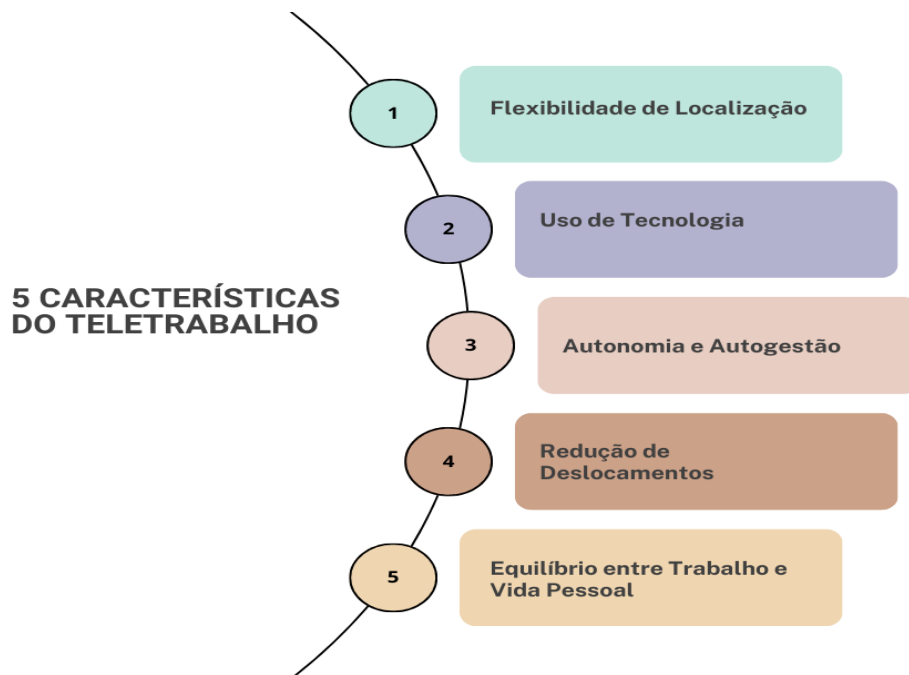 5 CARACTERÍSTICAS
DO TELETRABALHO
1
Flexibilidade de Localização
2
Uso de Tecnologia
3
Autonomia e Autogestão
4
Redução de
Deslocamentos
5
Equilíbrio entre Trabalho e
Vida Pessoal